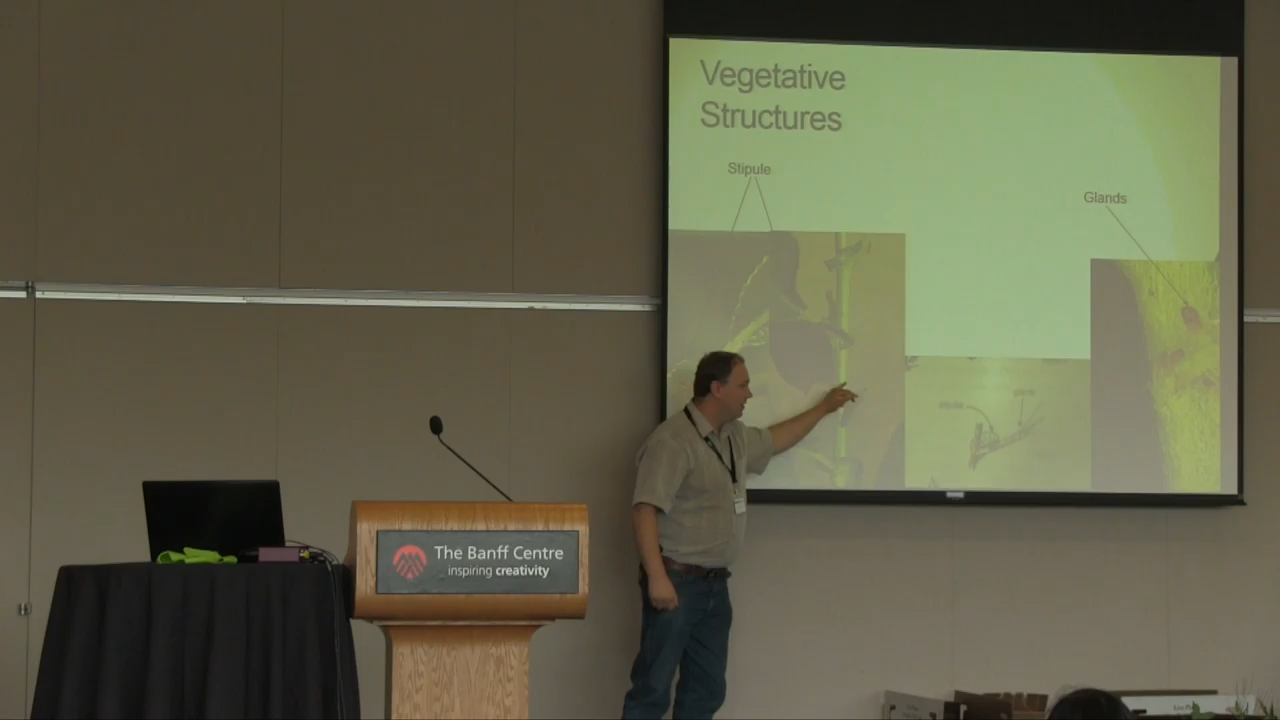 Vegetative
Structures
Stipule
Glands
The Banff Centre
inspiring creativity